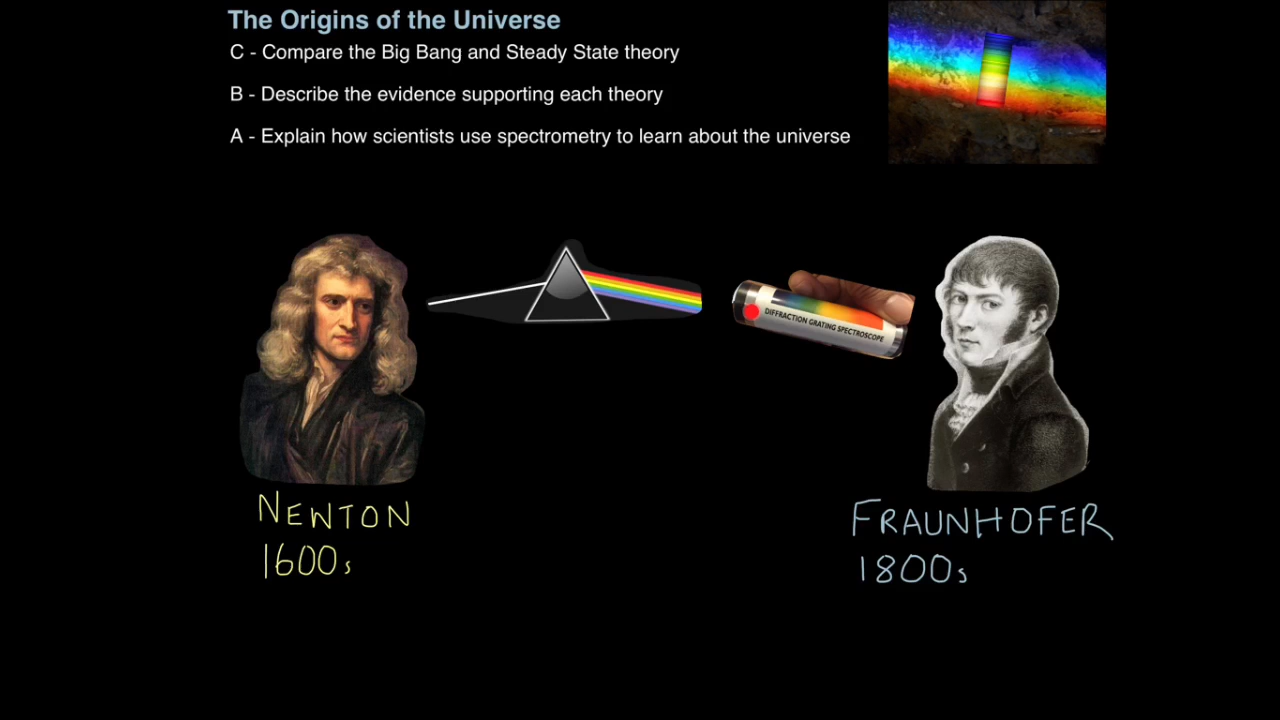 The Origins of the Universe
C - Compare the Big Bang and Steady State theory
B - Describe the evidence supporting each theory
A - Explain how scientists use spectrometry to learn about the universe
DIFFRACTION GRATING SPECTROSCOPE
NEWTON
1600s
FRAUNHOFER
1800s